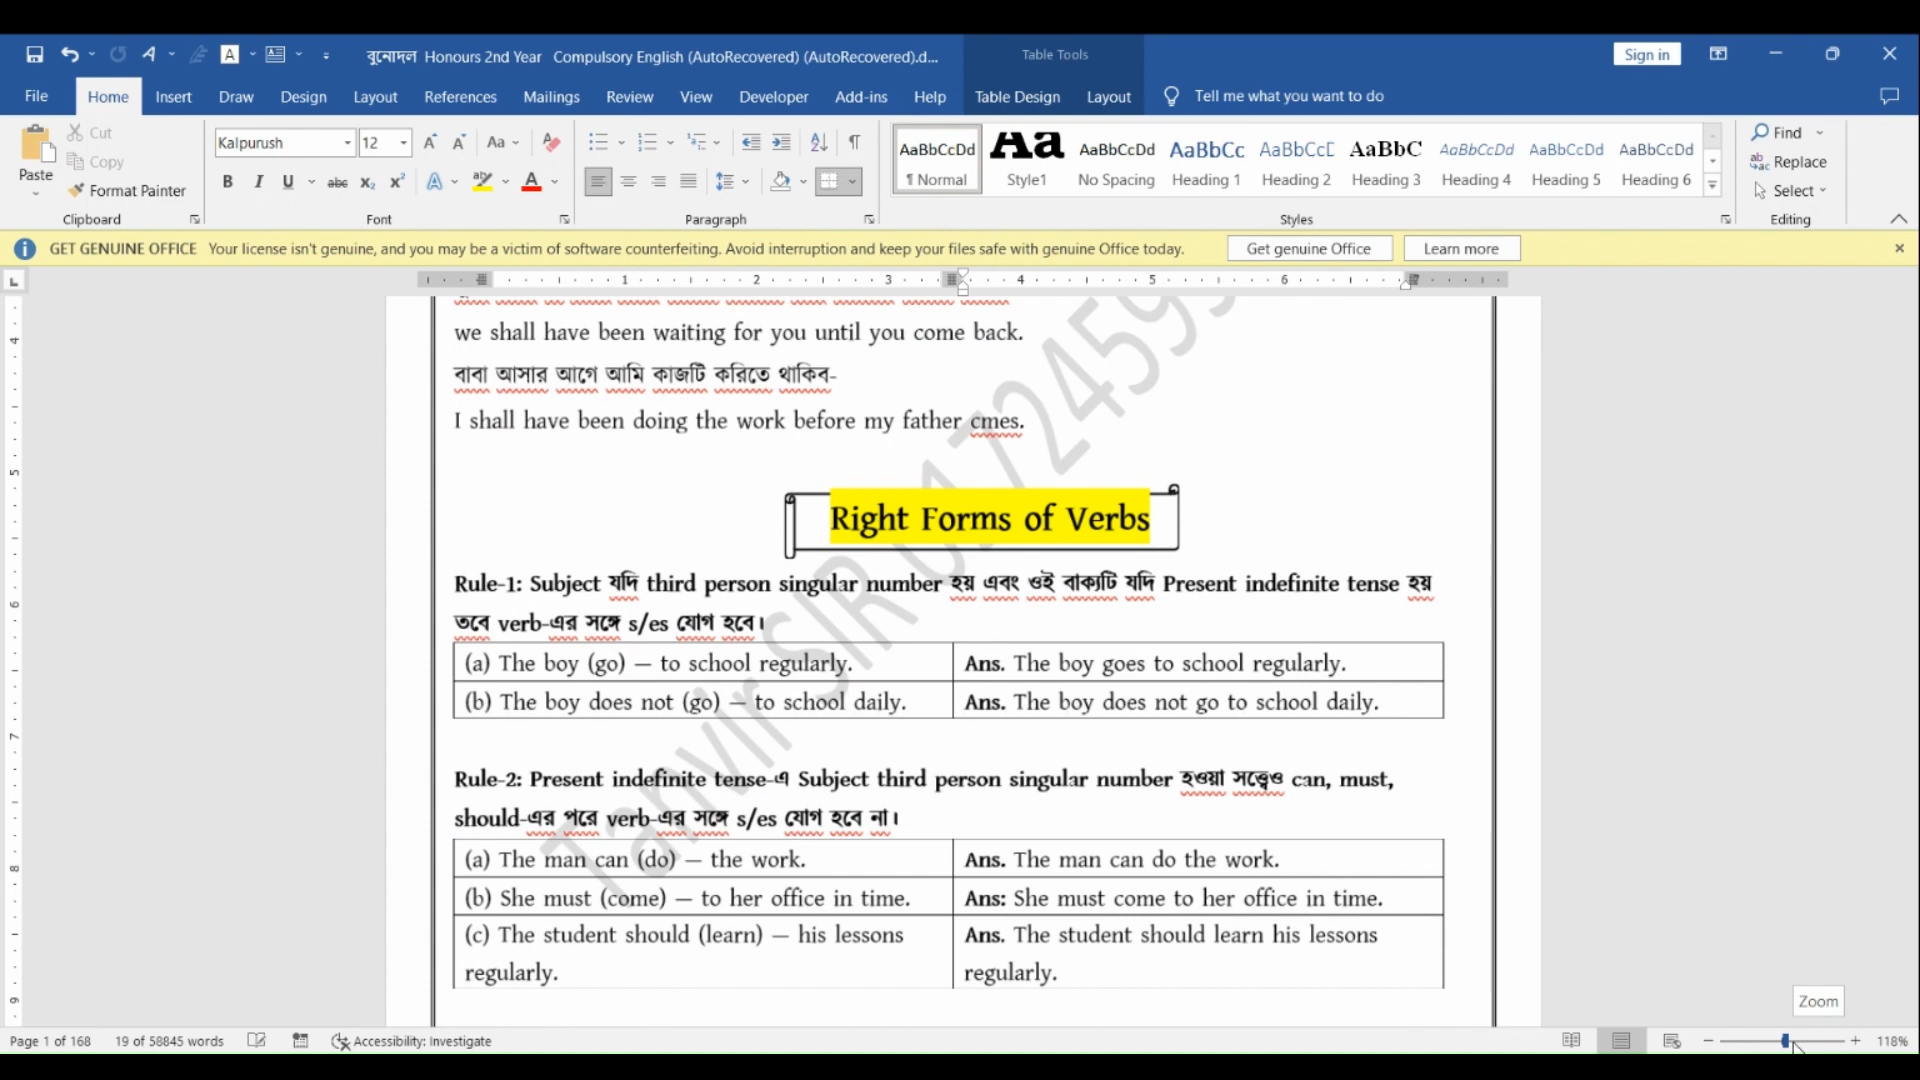 বুনোদল Honours 2nd Year Compulsory English (AutoRecovered) (AutoRecovered).d...
Table Tools
Sign in
File Home Insert Draw Design Layout References Mailings Review View Developer Add-ins Help Table Design Layout Tell me what you want to do
Paste
Cut
Copy
Format Painter
Clipboard
Kalpurush 12
Font
Paragraph
AaBbCcDd ¶ Normal
Aa Style1
AaBbCcDd No Spacing
AaBbCc Heading 1
AaBbCcD Heading 2
AaBbC Heading 3
AaBbCcDd Heading 4
AaBbCcDd Heading 5
AaBbCcDd Heading 6
Styles
Find
Replace
Select
Editing
GET GENUINE OFFICE Your license isn't genuine, and you may be a victim of software counterfeiting. Avoid interruption and keep your files safe with genuine Office today. Get genuine Office Learn more
1 2 3 4 5 6
we shall have been waiting for you until you come back.
বাবা আসার আগে আমি কাজটি করিতে থাকিব-
I shall have been doing the work before my father cmes.
Right Forms of Verbs
Rule-1: Subject যদি third person singular number হয় এবং ওই বাক্যটি যদি Present indefinite tense হয়
তবে verb-এর সঙ্গে s/es যোগ হবে।
(a) The boy (go) — to school regularly. Ans. The boy goes to school regularly.
(b) The boy does not (go) — to school daily. Ans. The boy does not go to school daily.
Rule-2: Present indefinite tense-এ Subject third person singular number হওয়া সত্ত্বেও can, must,
should-এর পরে verb-এর সঙ্গে s/es যোগ হবে না।
(a) The man can (do) — the work. Ans. The man can do the work.
(b) She must (come) — to her office in time. Ans: She must come to her office in time.
(c) The student should (learn) — his lessons regularly. Ans. The student should learn his lessons regularly.
Tanvir SIR 0172459
Zoom
Page 1 of 168 19 of 58845 words Accessibility: Investigate 118%